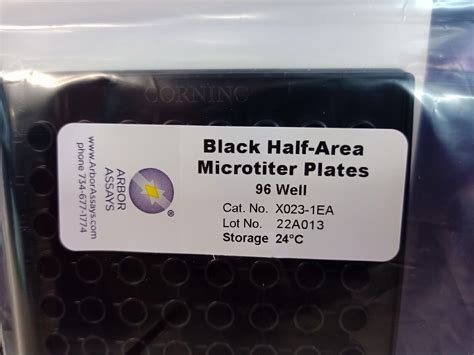 CORNING
Black Half-Area
Microtiter Plates
96 Well
Cat. No. X023-1EA
Lot No. 22A013
Storage 24°C
ARBOR
ASSAYS
®
www.ArborAssays.com
phone 734-677-1774